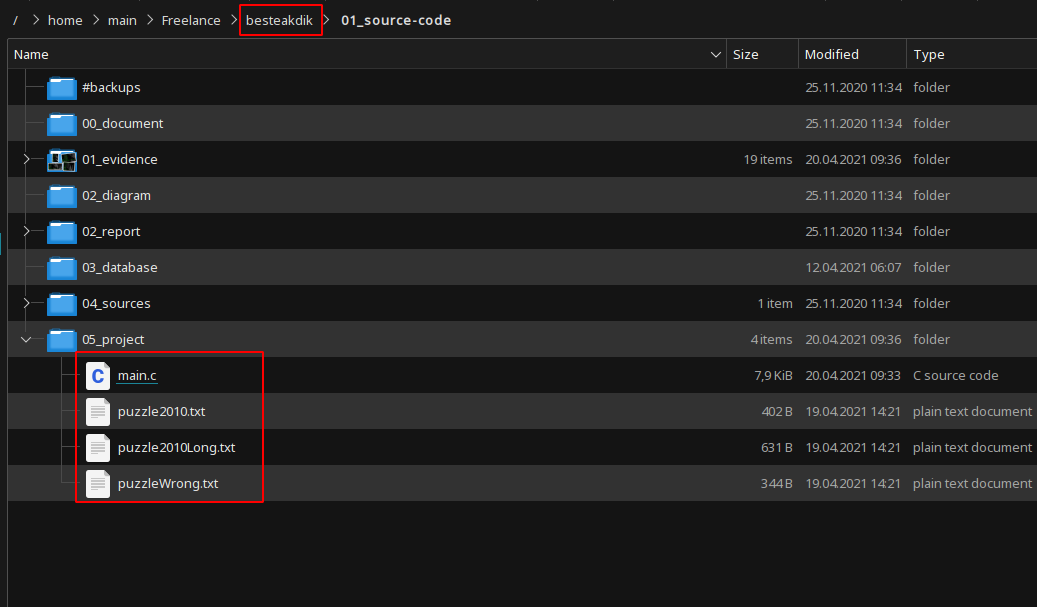 / > home > main > Freelance > besteakdik > 01_source-code
Name Size Modified Type
#backups 25.11.2020 11:34 folder
00_document 25.11.2020 11:34 folder
01_evidence 19 items 20.04.2021 09:36 folder
02_diagram 25.11.2020 11:34 folder
02_report 25.11.2020 11:34 folder
03_database 12.04.2021 06:07 folder
04_sources 1 item 25.11.2020 11:34 folder
05_project 4 items 20.04.2021 09:36 folder
C main.c 7,9 KiB 20.04.2021 09:33 C source code
puzzle2010.txt 402 B 19.04.2021 14:21 plain text document
puzzle2010Long.txt 631 B 19.04.2021 14:21 plain text document
puzzleWrong.txt 344 B 19.04.2021 14:21 plain text document